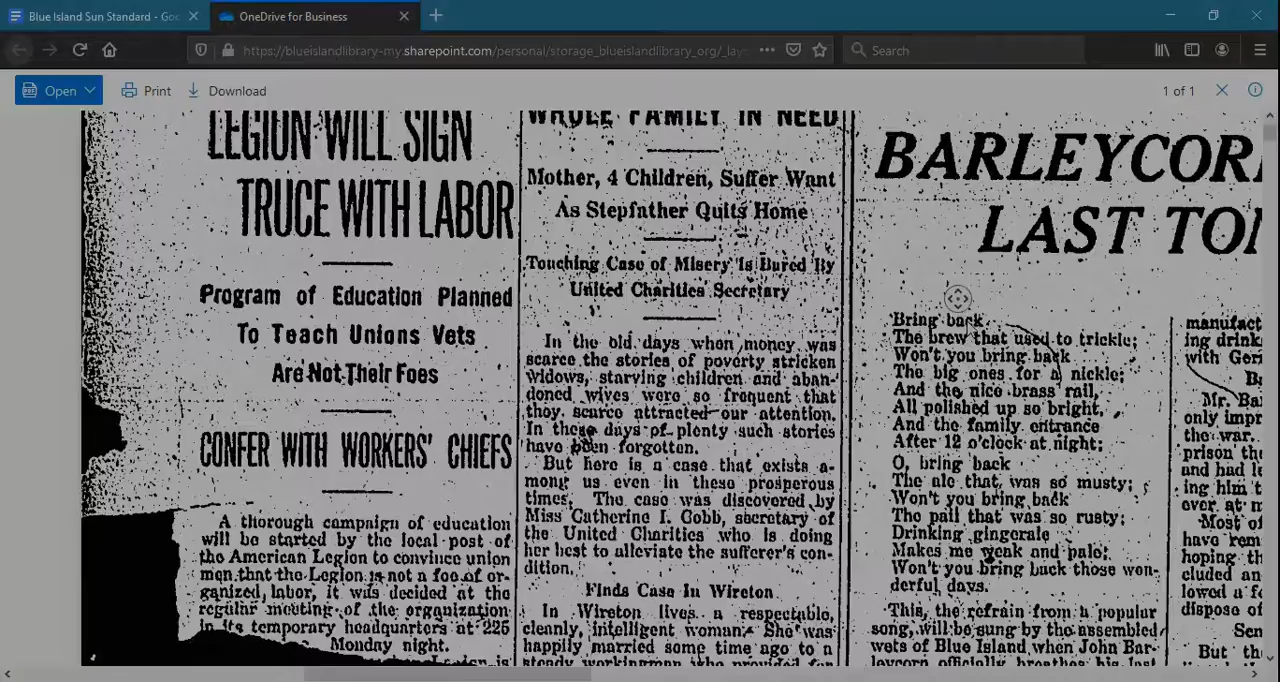 Blue Island Sun Standard - Goo
OneDrive for Business
https://blueislandlibrary-my.sharepoint.com/personal/storage_blueislandlibrary_org/_lay
Search
Open
Print
Download
1 of 1
LEGION WILL SIGN
TRUCE WITH LABOR
Program of Education Planned
To Teach Unions Vets
Are Not Their Foes
CONFER WITH WORKERS' CHIEFS
A thorough campaign of education
will be started by the local post of
the American Legion to convince union
men that the Legion is not a foe of or-
ganized labor, it was decided at the
regular meeting of the organization
in its temporary headquarters at 225
Monday night.
Legion is
WHOLE FAMILY IN NEED
Mother, 4 Children, Suffer Want
As Stepfather Quits Home
Touching Case of Misery Is Bured By
United Charities Secretary
In the old days when money was
scarce the stories of poverty stricken
widows, starving children and aban-
doned wives were so frequent that
they scarce attracted our attention.
In these days of plenty such stories
have been forgotten.
But here is a case that exists a-
mong us even in these prosperous
times. The case was discovered by
Miss Catherine I. Cobb, secretary of
the United Charities who is doing
her best to alleviate the sufferer's con-
dition.
Finds Case In Wireton
In Wireton lives a respectable,
cleanly, intelligent woman. She was
happily married some time ago to a
steady workingman who provided for
BARLEYCOR
LAST TO
Bring back
The brew that used to trickle;
Won't you bring back
The big ones for a nickle;
And the nice brass rail,
All polished up so bright,
And the family entrance
After 12 o'clock at night;
O, bring back
The ale that was so musty;
Won't you bring back
The pail that was so rusty;
Drinking gingerale
Makes me weak and pale;
Won't you bring back those won-
derful days.
This, the refrain from a popular
song, will be sung by the assembled
wets of Blue Island when John Bar-
leycorn officially breathes his last
manufact
ing drink
with Ger
Mr. Ba
only impr
the war.
prison the
and had l
ing him t
over at m
Most of
have rem
hoping th
cluded an
lowed a f
dispose of
Sen
But th